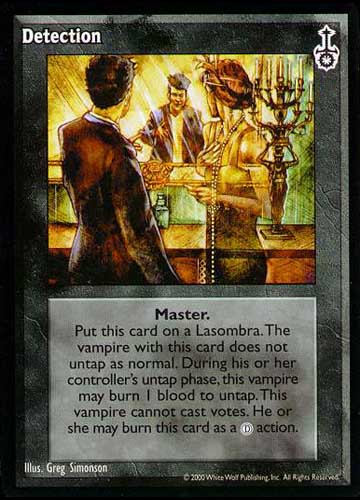 Detection
Master.
Put this card on a Lasombra. The
vampire with this card does not
untap as normal. During his or her
controller's untap phase, this vampire
may burn 1 blood to untap. This
vampire cannot cast votes. He or
she may burn this card as a D action.
Illus. Greg Simonson
© 2000 White Wolf Publishing, Inc. All Rights Reserved.